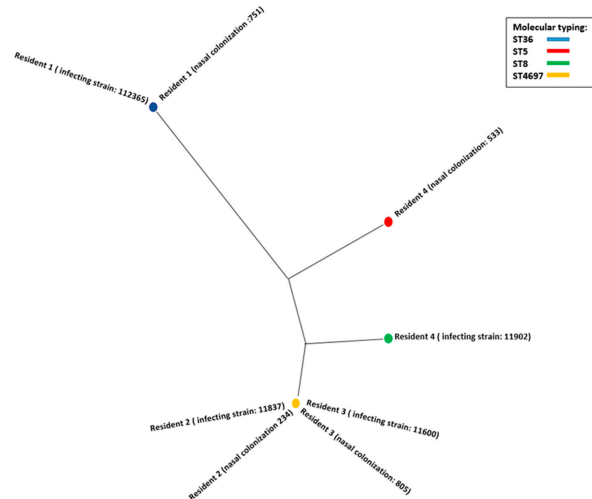 Molecular typing:
ST36
ST5
ST8
ST4697
Resident 1 ( infecting strain: 112365)
Resident 1 (nasal colonization :751)
Resident 4 (nasal colonization: 533)
Resident 4 ( infecting strain: 11902)
Resident 2 ( infecting strain: 11837)
Resident 3 ( infecting strain: 11600)
Resident 2 (nasal colonization 234)
Resident 3 (nasal colonization: 805)